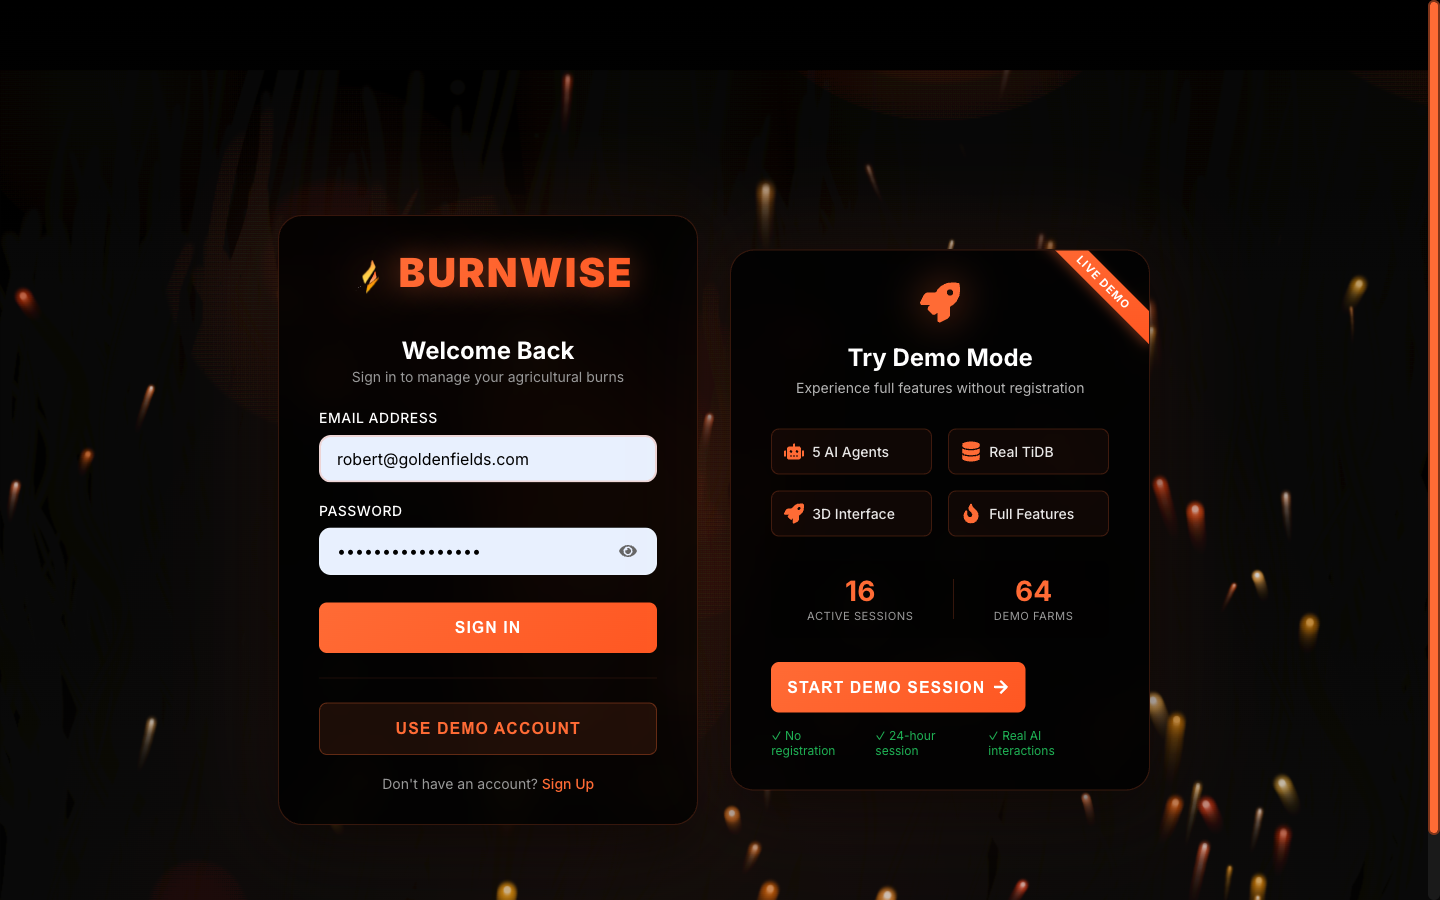 BURNWISE
Welcome Back
Sign in to manage your agricultural burns
EMAIL ADDRESS
robert@goldenfields.com
PASSWORD
••••••••••••••••
SIGN IN
USE DEMO ACCOUNT
Don't have an account? Sign Up
LIVE DEMO
Try Demo Mode
Experience full features without registration
5 AI Agents
Real TiDB
3D Interface
Full Features
16
ACTIVE SESSIONS
64
DEMO FARMS
START DEMO SESSION →
✓ No
registration
✓ 24-hour
session
✓ Real AI
interactions